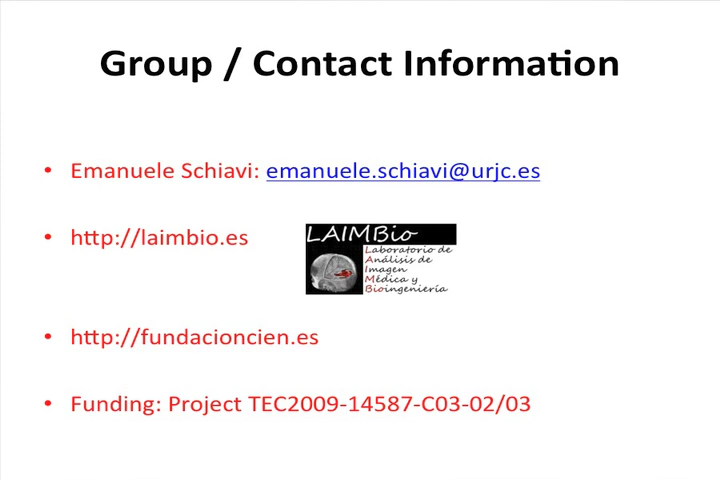 Group / Contact Information
• Emanuele Schiavi: emanuele.schiavi@urjc.es
• http://laimbio.es
LAIMBio
Laboratorio de
Análisis de
Imagen
Médica y
Bioingeniería
• http://fundacioncien.es
• Funding: Project TEC2009-14587-C03-02/03